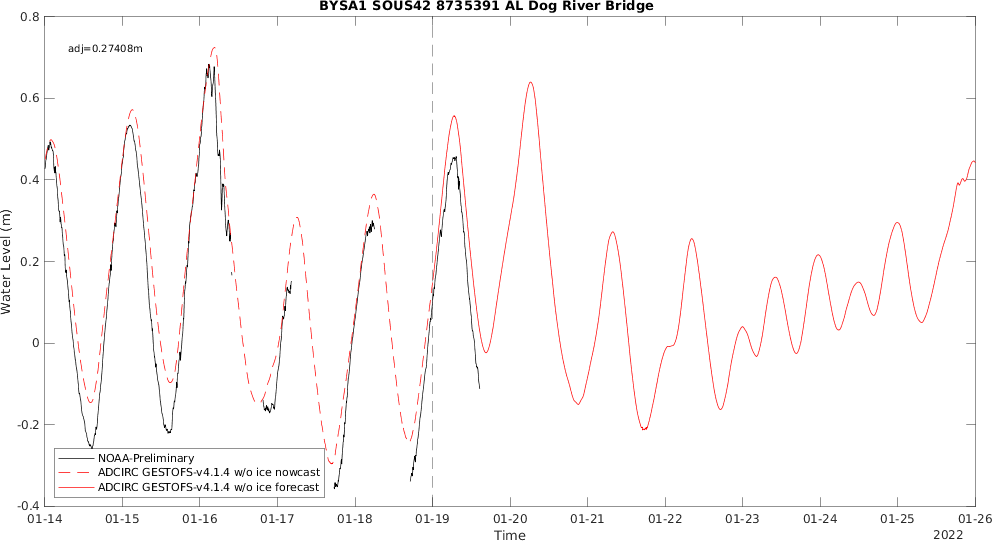 BYSA1 SOUS42 8735391 AL Dog River Bridge
0.8
0.6
0.4
0.2
0
-0.2
-0.4
Water Level (m)
adj=0.27408m
NOAA-Preliminary
ADCIRC GESTOFS-v4.1.4 w/o ice nowcast
ADCIRC GESTOFS-v4.1.4 w/o ice forecast
01-14 01-15 01-16 01-17 01-18 01-19 01-20 01-21 01-22 01-23 01-24 01-25 01-26
Time
2022